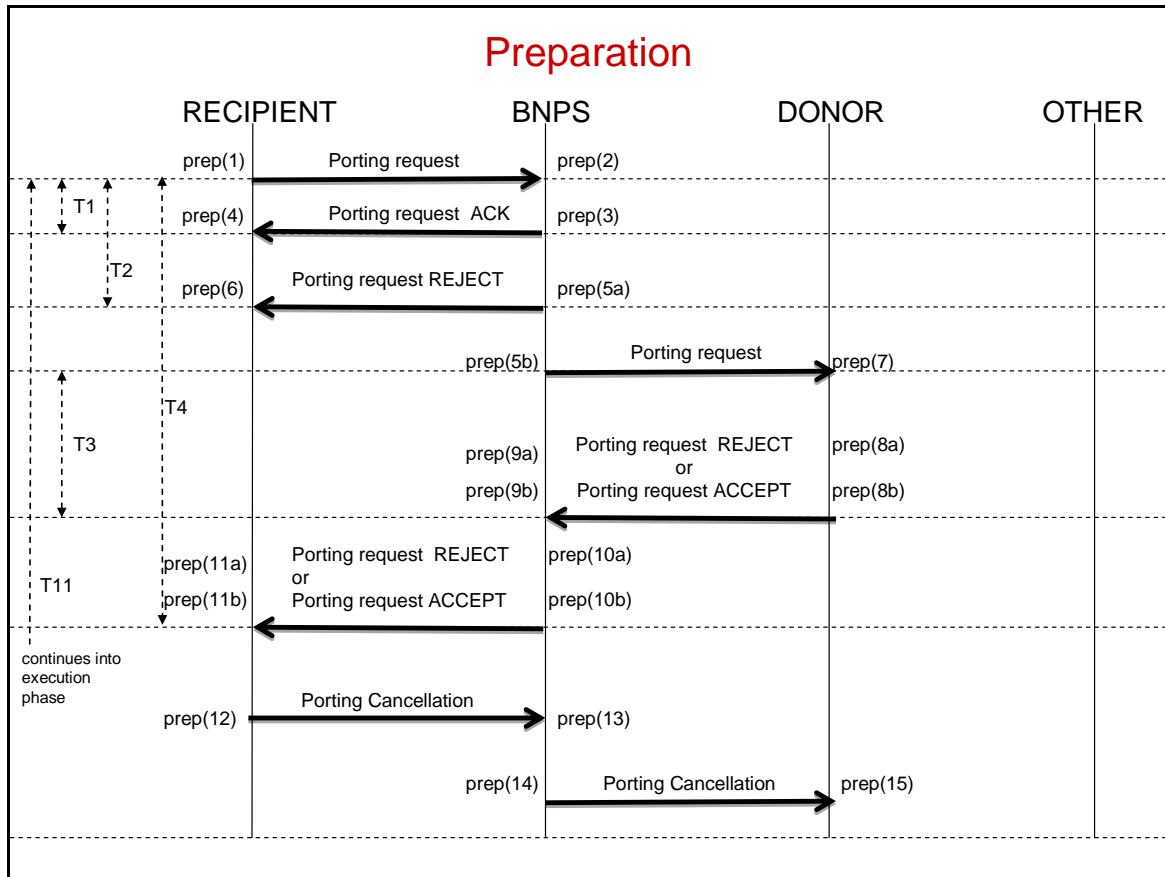 Preparation
RECIPIENT BNPS DONOR OTHER
prep(1) Porting request prep(2)
T1
prep(4) Porting request ACK prep(3)
T2
prep(6) Porting request REJECT prep(5a)
prep(5b) Porting request prep(7)
T4
T3
prep(9a) Porting request REJECT prep(8a)
or
prep(9b) Porting request ACCEPT prep(8b)
prep(11a) Porting request REJECT prep(10a)
or
T11
prep(11b) Porting request ACCEPT prep(10b)
continues into
execution
phase
prep(12) Porting Cancellation prep(13)
prep(14) Porting Cancellation prep(15)